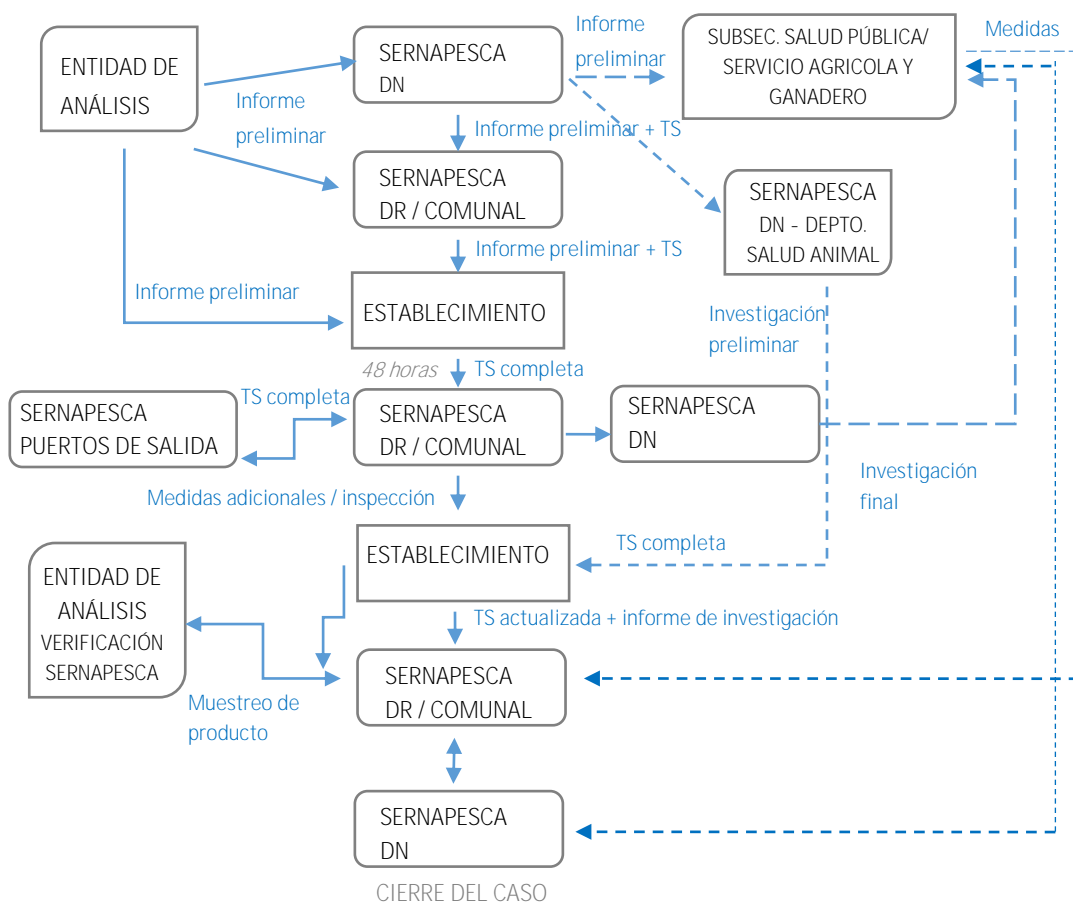 ENTIDAD DE
ANÁLISIS
SERNAPESCA
DN
Informe
preliminar
SUBSEC. SALUD PÚBLICA/
SERVICIO AGRICOLA Y
GANADERO
Medidas
Informe
preliminar
Informe preliminar + TS
SERNAPESCA
DR / COMUNAL
SERNAPESCA
DN - DEPTO.
SALUD ANIMAL
Informe preliminar + TS
Informe preliminar
ESTABLECIMIENTO
Investigación
preliminar
48 horas
TS completa
TS completa
SERNAPESCA
PUERTOS DE SALIDA
SERNAPESCA
DR / COMUNAL
SERNAPESCA
DN
Investigación
final
Medidas adicionales / inspección
ESTABLECIMIENTO
TS completa
ENTIDAD DE
ANÁLISIS
VERIFICACIÓN
SERNAPESCA
TS actualizada + informe de investigación
SERNAPESCA
DR / COMUNAL
Muestreo de
producto
SERNAPESCA
DN
CIERRE DEL CASO